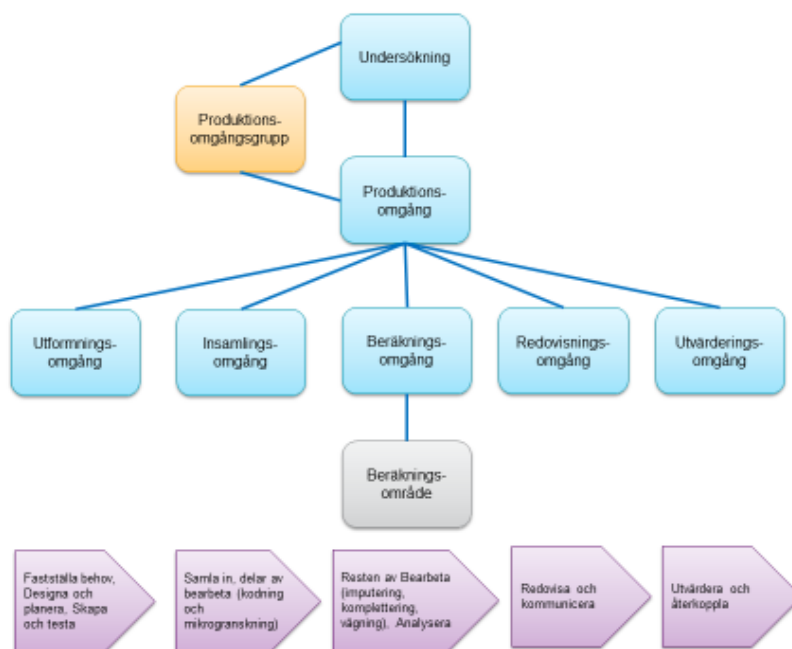 Undersökning
Produktions-
omgångsgrupp
Produktions-
omgång
Utformnings-
omgång
Insamlings-
omgång
Beräknings-
omgång
Redovisnings-
omgång
Utvärderings-
omgång
Beräknings-
område
Fastställa behov,
Designa och
planera, Skapa
och testa
Samla in, delar av
bearbeta (kodning
och
mikrogranskning)
Resten av Bearbeta
(imputering,
komplettering,
vägning), Analysera
Redovisa och
kommunicera
Utvärdera och
återkoppla